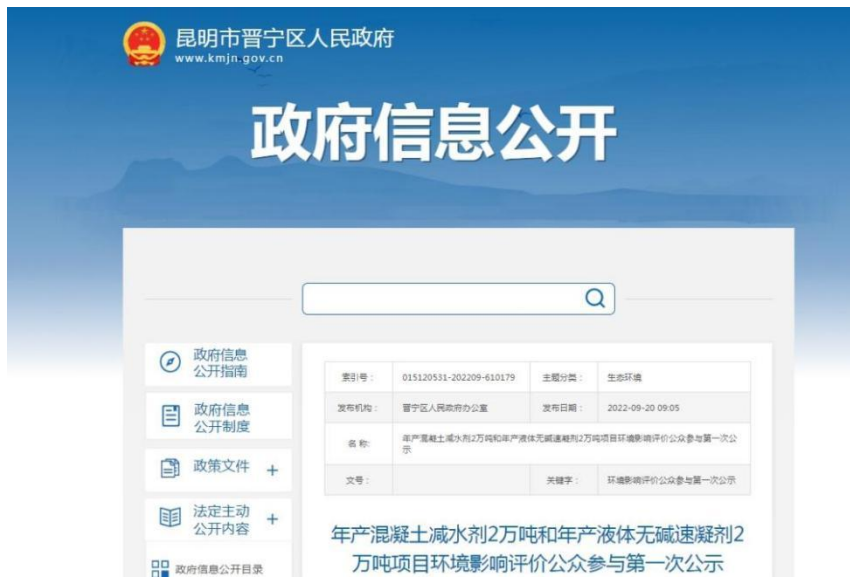 昆明市晋宁区人民政府
www.kmjn.gov.cn
政府信息公开
政府信息
公开指南
政府信息
公开制度
政策文件 +
法定主动
公开内容 +
政府信息公开目录
索引号： 015120531-202209-610179 主题分类： 生态环境
发布机构： 晋宁区人民政府办公室 发布日期： 2022-09-20 09:05
名 称: 年产混凝土减水剂2万吨和年产液体无碱速凝剂2万吨项目环境影响评价公众参与第一次公
示
文号： 关键字： 环境影响评价公众参与第一次公示
年产混凝土减水剂2万吨和年产液体无碱速凝剂2
万吨项目环境影响评价公众参与第一次公示